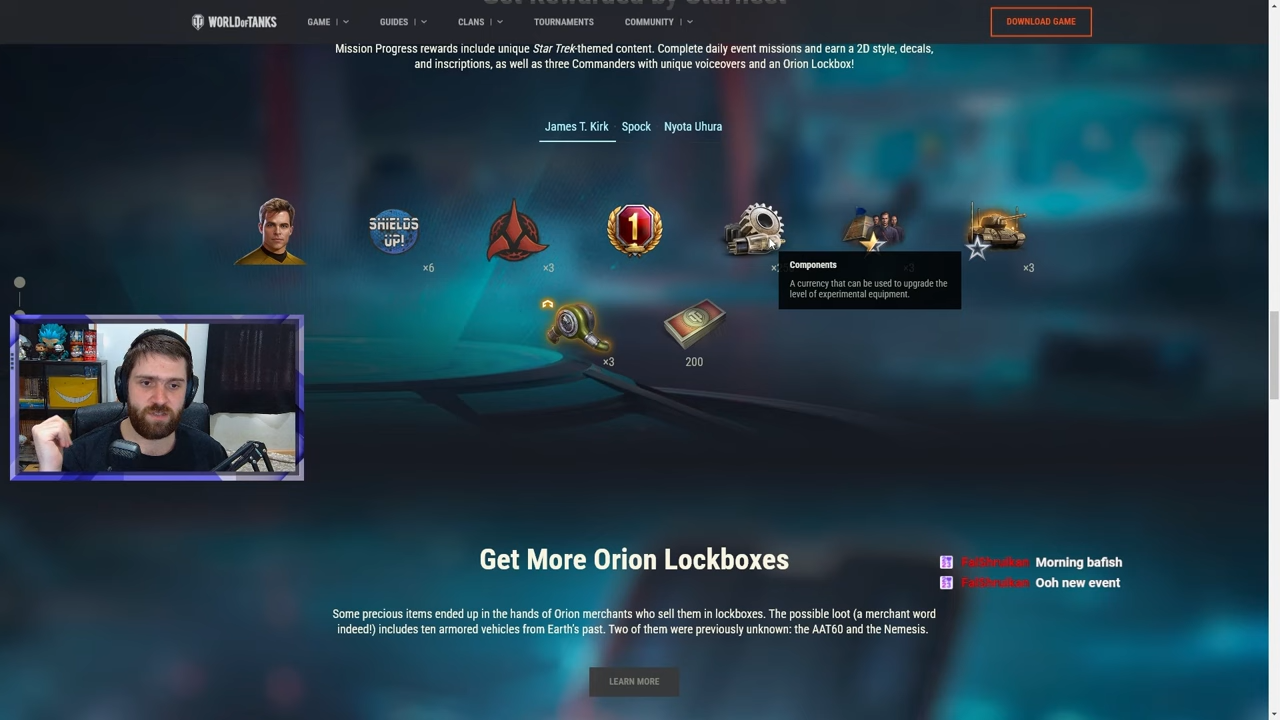 Get Rewarded by Starfleet
WORLD OF TANKS GAME GUIDES CLANS TOURNAMENTS COMMUNITY DOWNLOAD GAME
Mission Progress rewards include unique Star Trek-themed content. Complete daily event missions and earn a 2D style, decals,
and inscriptions, as well as three Commanders with unique voiceovers and an Orion Lockbox!
James T. Kirk Spock Nyota Uhura
SHIELDS
UP!
1
×6 ×3 ×3 ×3
Components
A currency that can be used to upgrade the
level of experimental equipment.
×3 200
Get More Orion Lockboxes
Morning bafish
Ooh new event
Some precious items ended up in the hands of Orion merchants who sell them in lockboxes. The possible loot (a merchant word
indeed!) includes ten armored vehicles from Earth's past. Two of them were previously unknown: the AAT60 and the Nemesis.
LEARN MORE